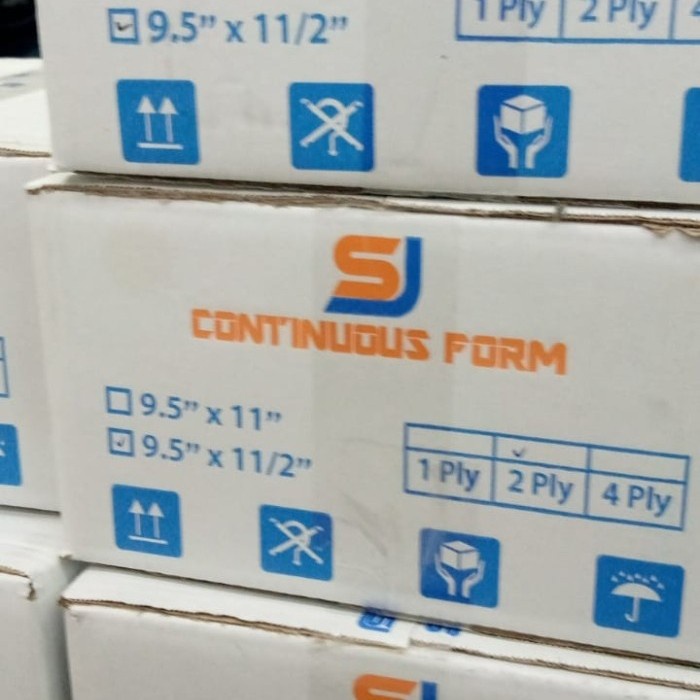 9.5” x 11/2”
1 Ply 2 Ply
SJ
CONTINUOUS FORM
9.5” x 11”
9.5” x 11/2”
1 Ply 2 Ply 4 Ply
SJ